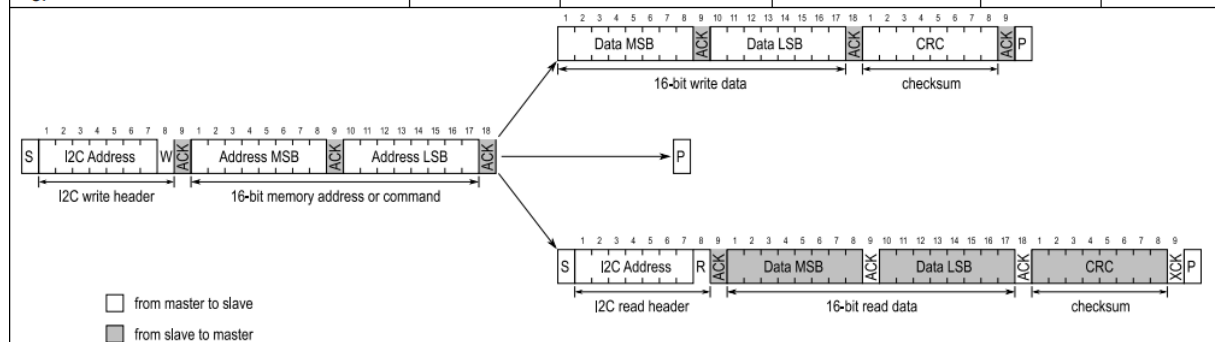 1 2 3 4 5 6 7 8 9 10 11 12 13 14 15 16 17 18 1 2 3 4 5 6 7 8 9
Data MSB ACK Data LSB ACK CRC ACK P
16-bit write data checksum
1 2 3 4 5 6 7 8 9 1 2 3 4 5 6 7 8 9 10 11 12 13 14 15 16 17 18
S I2C Address W ACK Address MSB ACK Address LSB ACK P
I2C write header 16-bit memory address or command
1 2 3 4 5 6 7 8 9 1 2 3 4 5 6 7 8 9 10 11 12 13 14 15 16 17 18 1 2 3 4 5 6 7 8 9
S I2C Address R ACK Data MSB ACK Data LSB ACK CRC XCK P
I2C read header 16-bit read data checksum
from master to slave
from slave to master